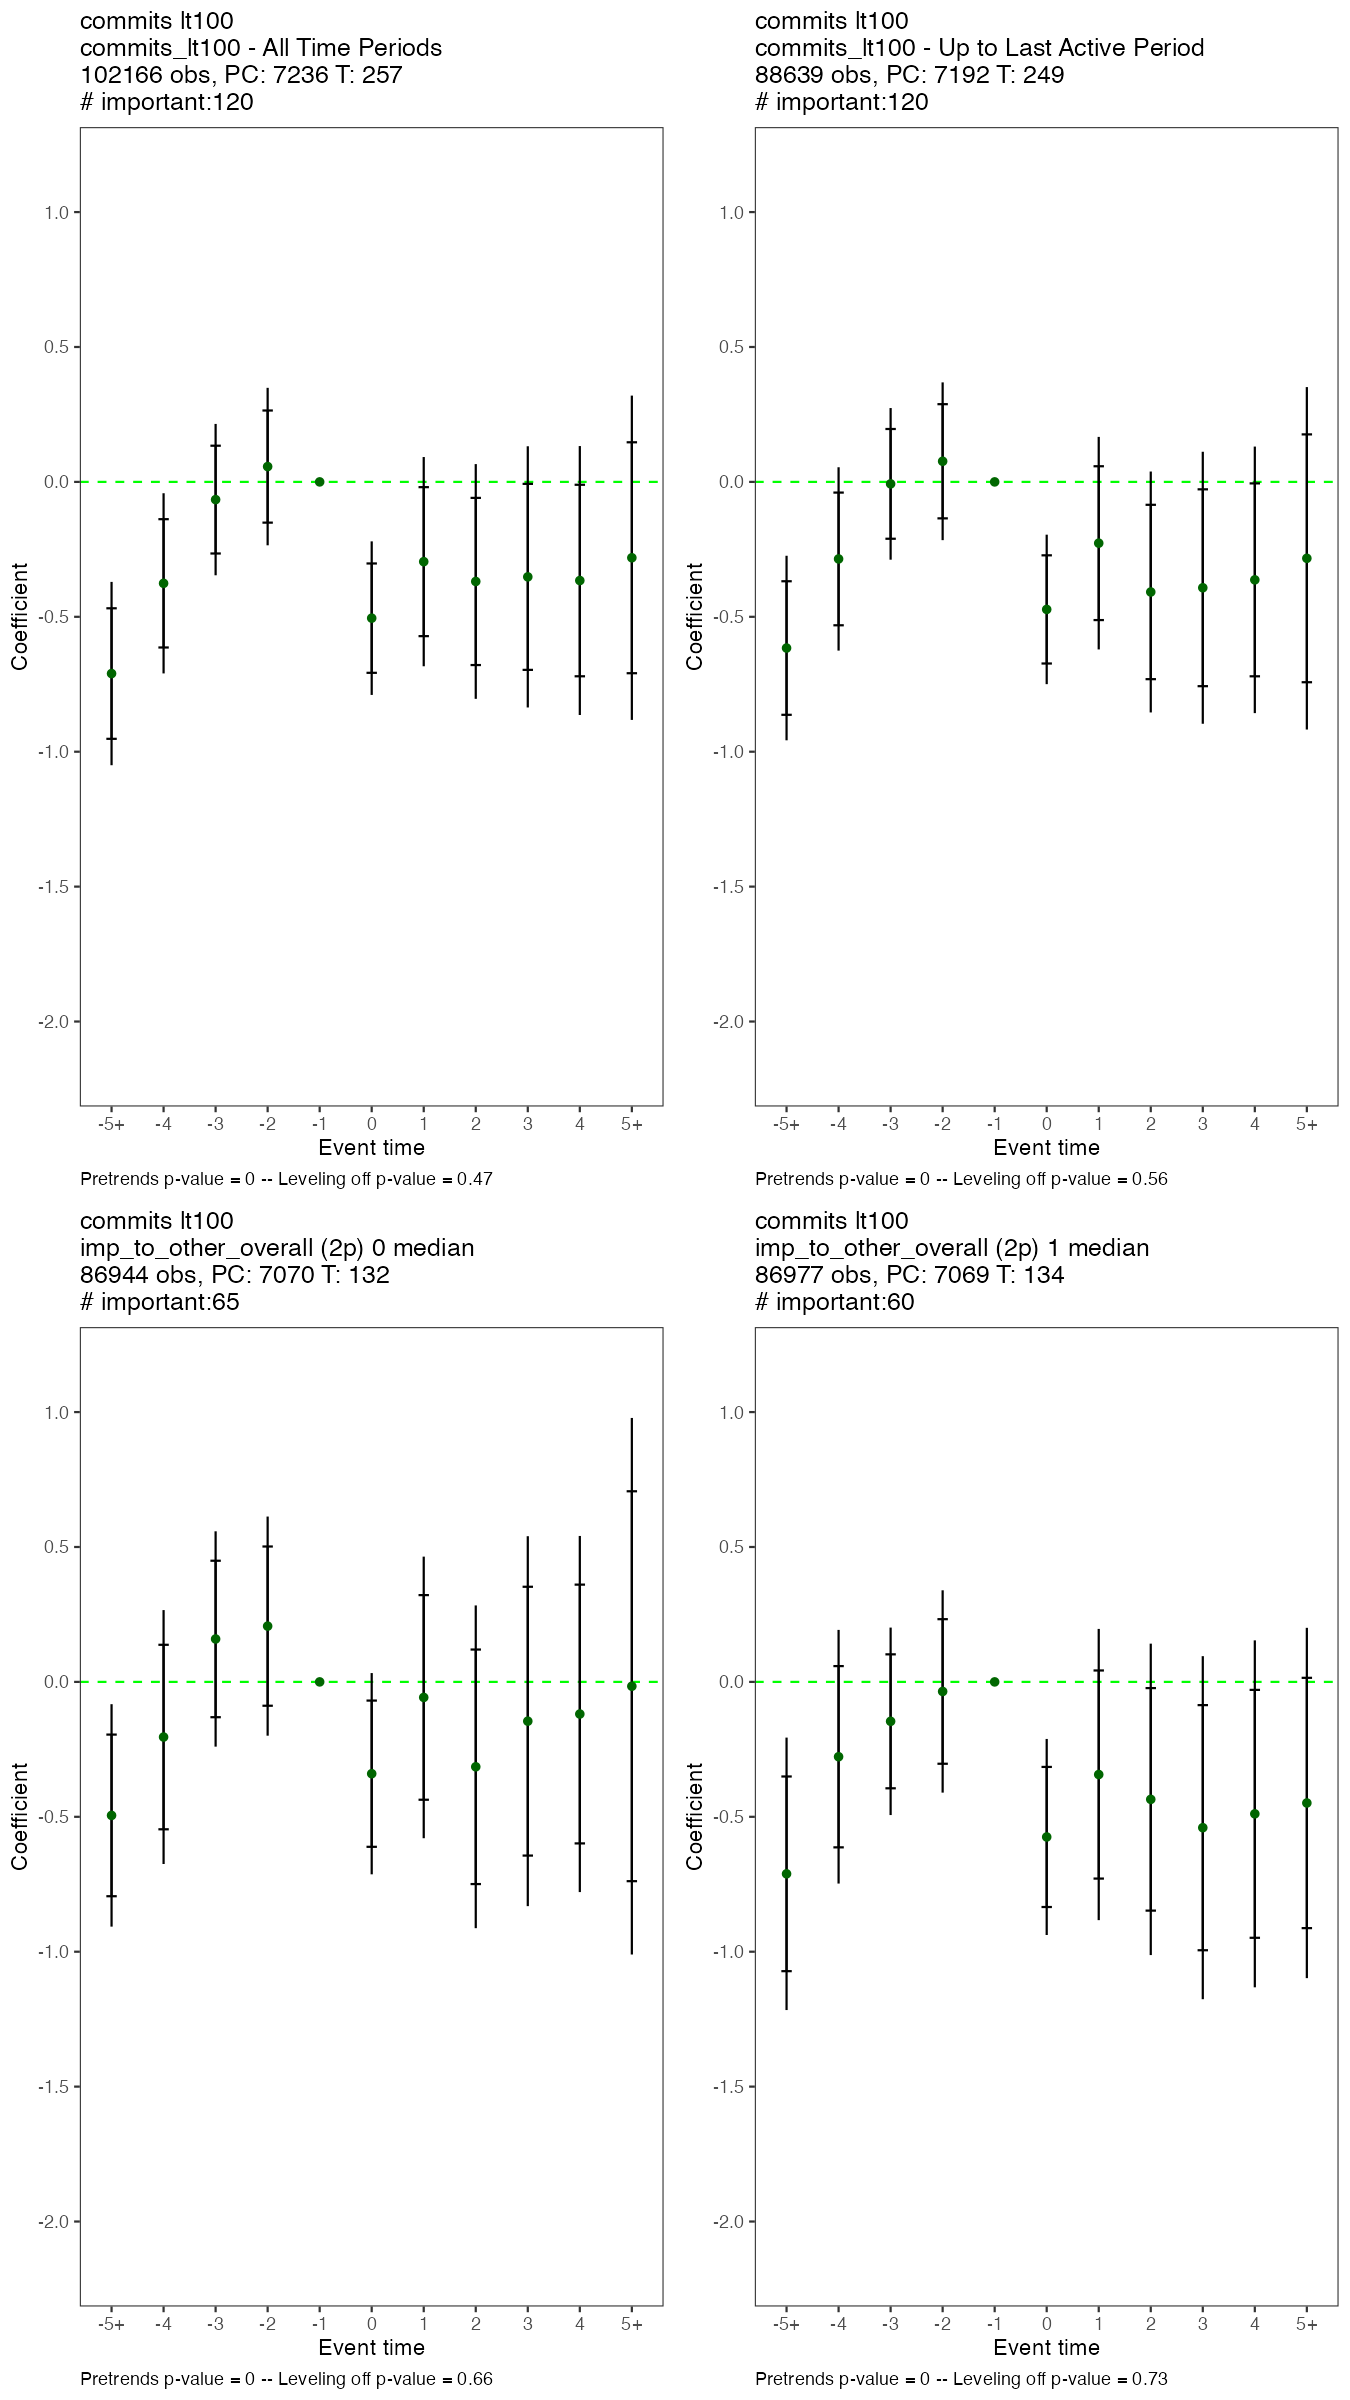 commits lt100
commits_lt100 - All Time Periods
102166 obs, PC: 7236 T: 257
# important:120
1.0
0.5
0.0
-0.5
-1.0
-1.5
-2.0
Coefficient
-5+ -4 -3 -2 -1 0 1 2 3 4 5+
Event time
Pretrends p-value = 0 -- Leveling off p-value = 0.47
commits lt100
commits_lt100 - Up to Last Active Period
88639 obs, PC: 7192 T: 249
# important:120
1.0
0.5
0.0
-0.5
-1.0
-1.5
-2.0
Coefficient
-5+ -4 -3 -2 -1 0 1 2 3 4 5+
Event time
Pretrends p-value = 0 -- Leveling off p-value = 0.56
commits lt100
imp_to_other_overall (2p) 0 median
86944 obs, PC: 7070 T: 132
# important:65
1.0
0.5
0.0
-0.5
-1.0
-1.5
-2.0
Coefficient
-5+ -4 -3 -2 -1 0 1 2 3 4 5+
Event time
Pretrends p-value = 0 -- Leveling off p-value = 0.66
commits lt100
imp_to_other_overall (2p) 1 median
86977 obs, PC: 7069 T: 134
# important:60
1.0
0.5
0.0
-0.5
-1.0
-1.5
-2.0
Coefficient
-5+ -4 -3 -2 -1 0 1 2 3 4 5+
Event time
Pretrends p-value = 0 -- Leveling off p-value = 0.73